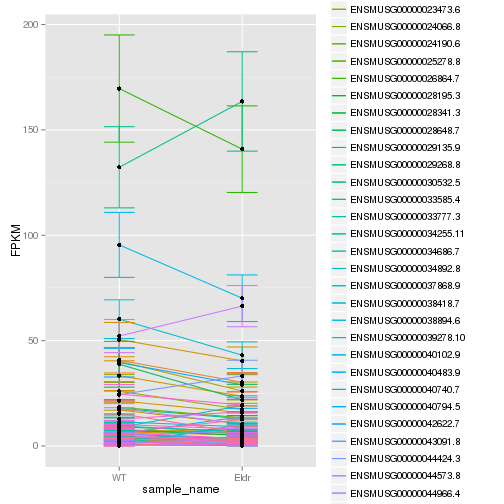 200
150
100
50
0
FPKM
WT
Eldr
sample_name
ENSMUSG00000023473.6
ENSMUSG00000024066.8
ENSMUSG00000024190.6
ENSMUSG00000025278.8
ENSMUSG00000026864.7
ENSMUSG00000028195.3
ENSMUSG00000028341.3
ENSMUSG00000028648.7
ENSMUSG00000029135.9
ENSMUSG00000029268.8
ENSMUSG00000030532.5
ENSMUSG00000033585.4
ENSMUSG00000033777.3
ENSMUSG00000034255.11
ENSMUSG00000034686.7
ENSMUSG00000034892.8
ENSMUSG00000037868.9
ENSMUSG00000038418.7
ENSMUSG00000038894.6
ENSMUSG00000039278.10
ENSMUSG00000040102.9
ENSMUSG00000040483.9
ENSMUSG00000040740.7
ENSMUSG00000040794.5
ENSMUSG00000042622.7
ENSMUSG00000043091.8
ENSMUSG00000044424.3
ENSMUSG00000044573.8
ENSMUSG00000044966.4